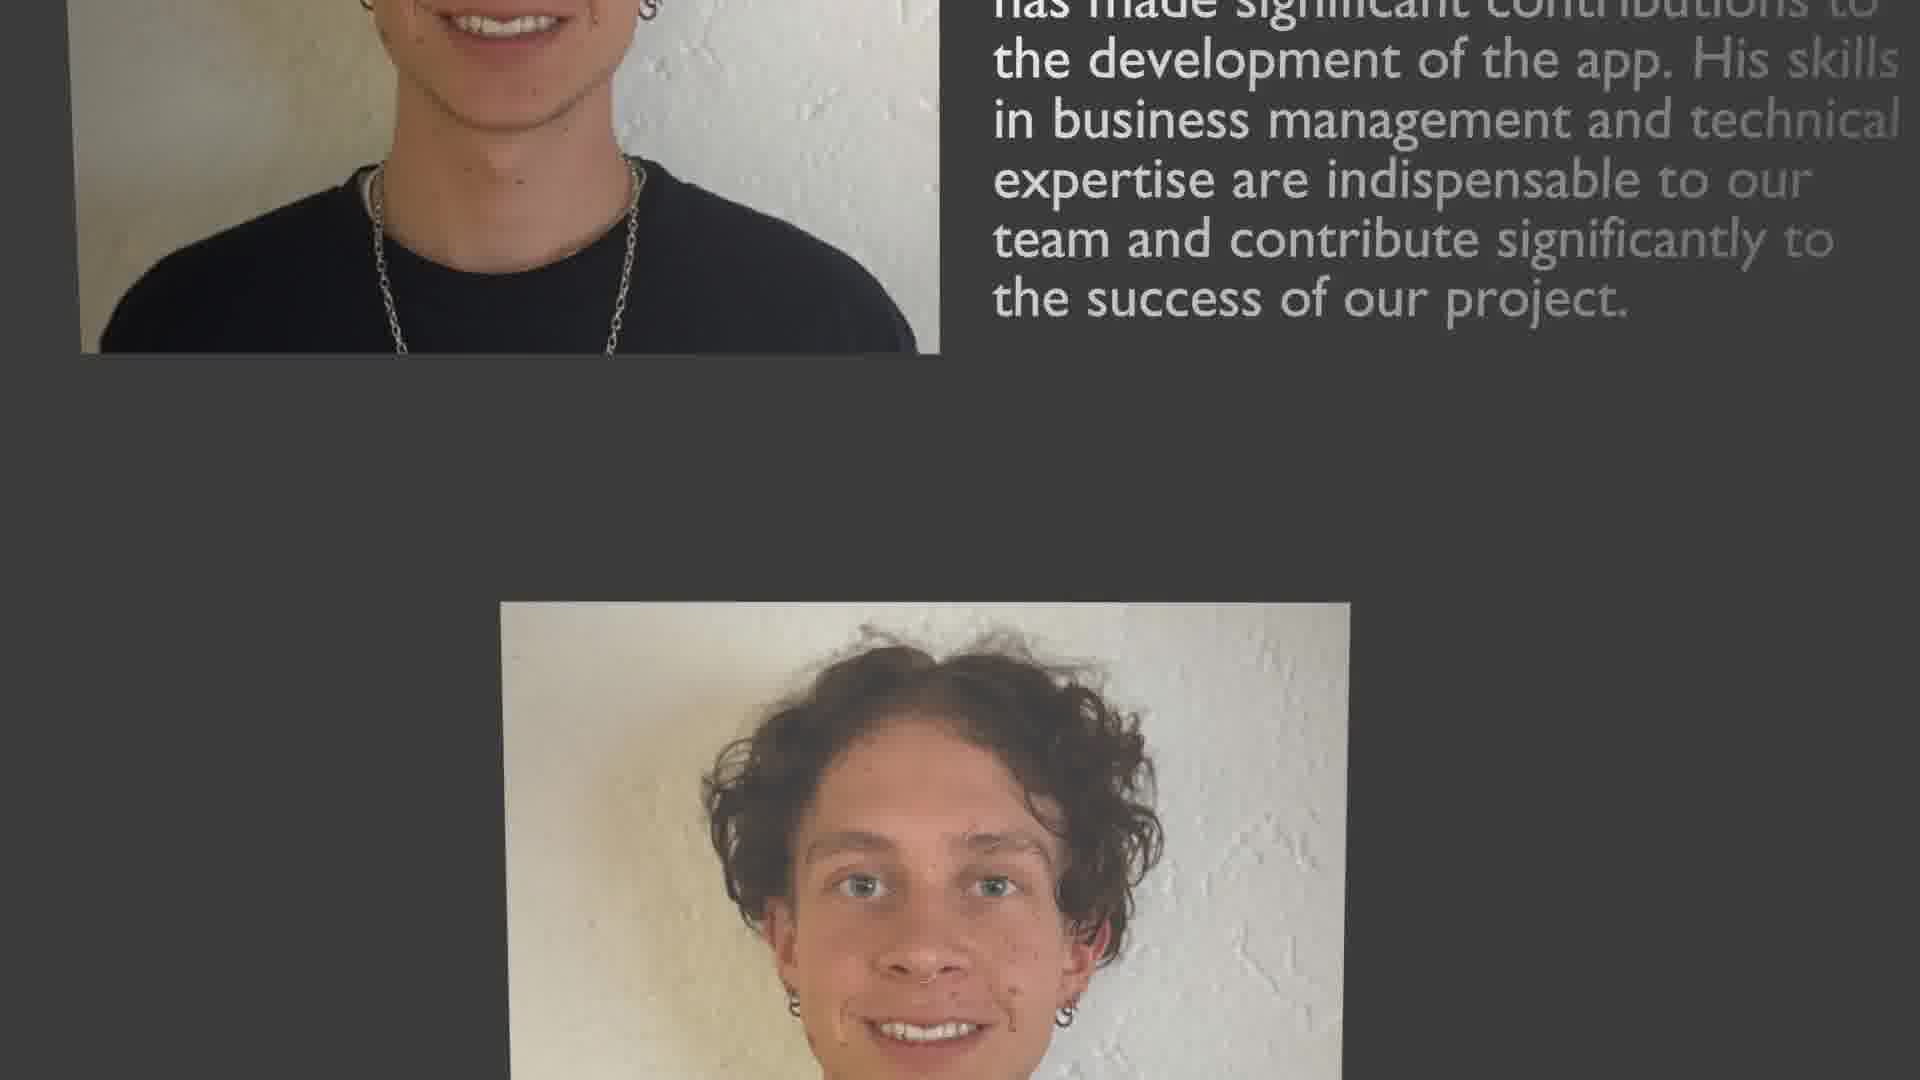 has made significant contributions to
the development of the app. His skills
in business management and technical
expertise are indispensable to our
team and contribute significantly to
the success of our project.